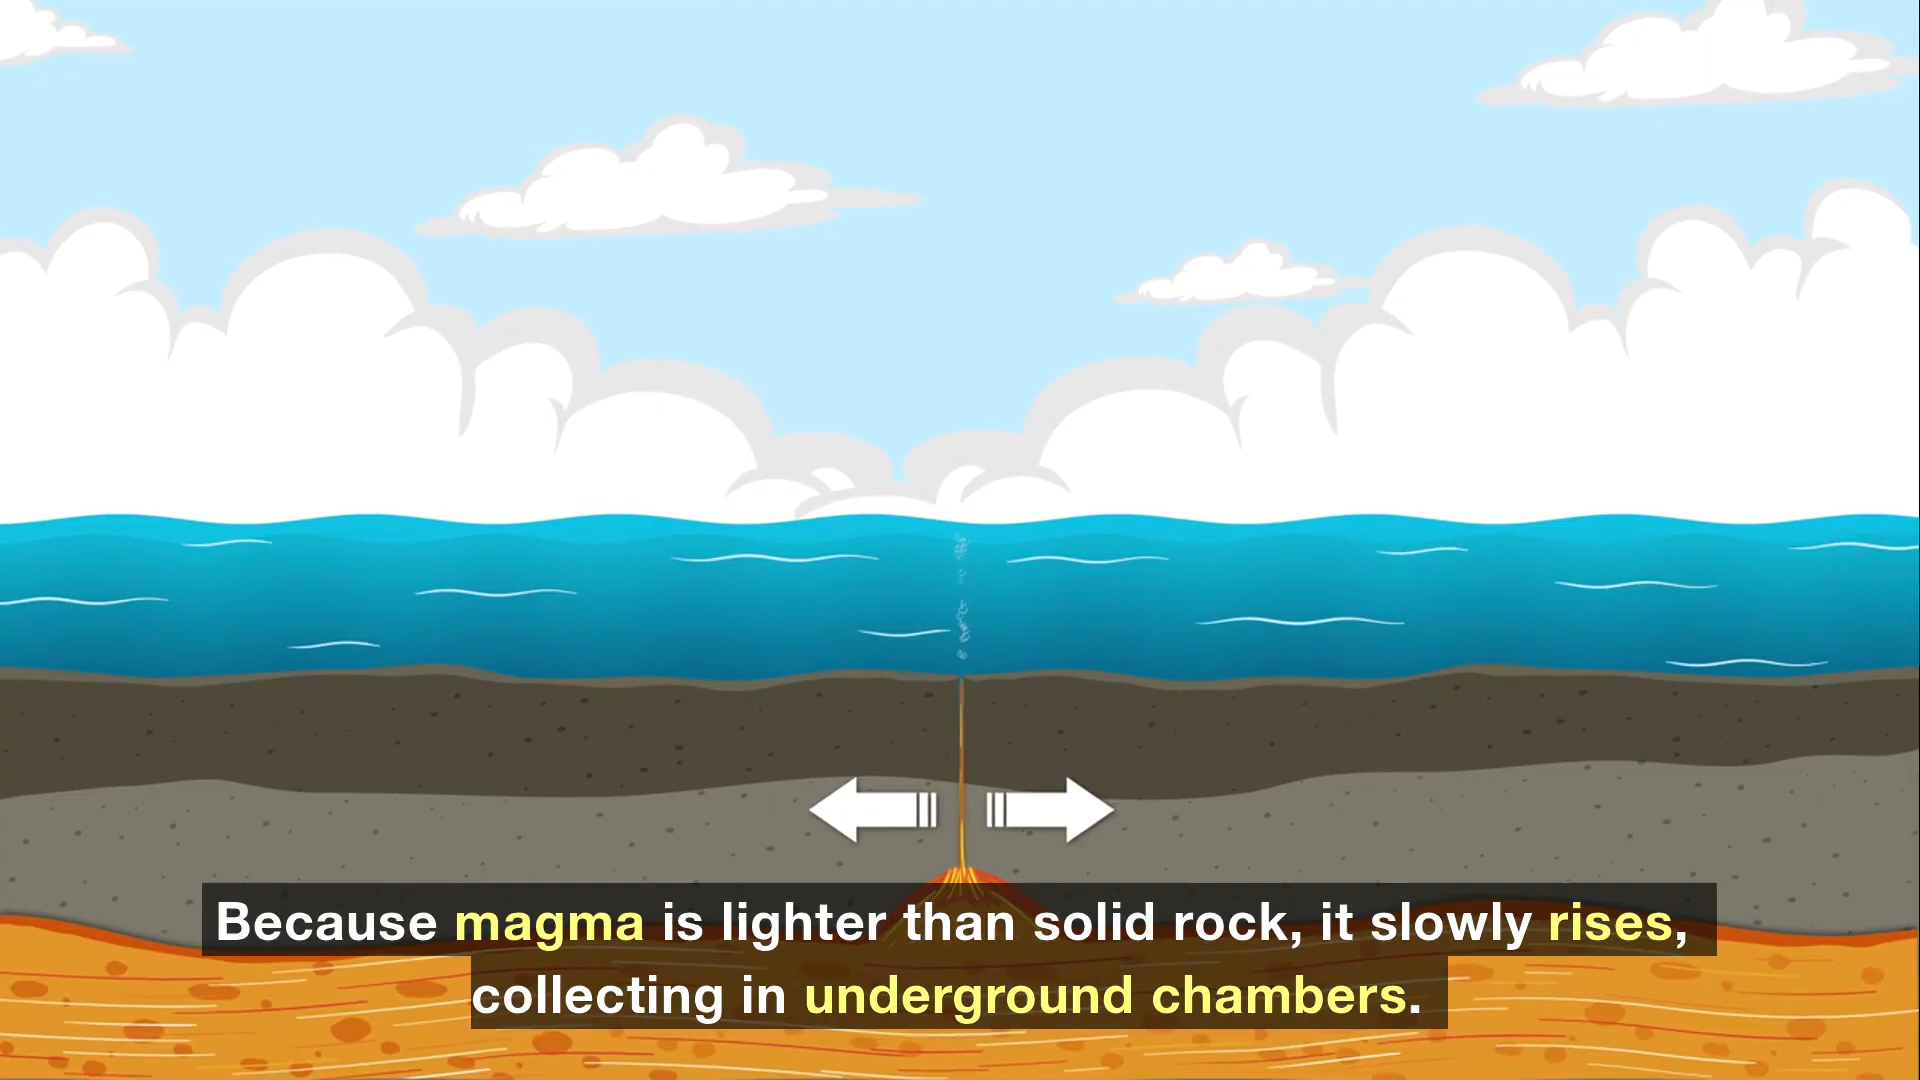 Because magma is lighter than solid rock, it slowly rises,
collecting in underground chambers.